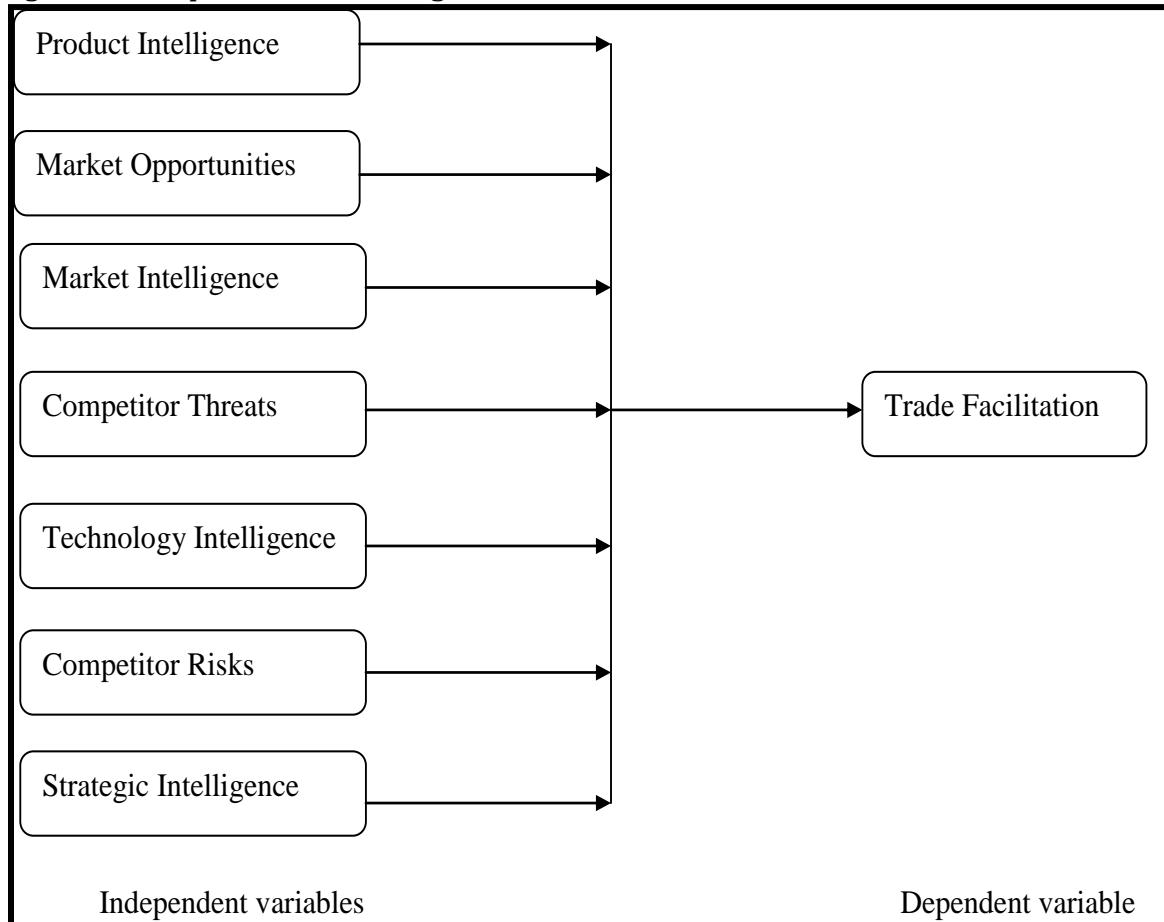 Product Intelligence
Market Opportunities
Market Intelligence
Competitor Threats
Trade Facilitation
Technology Intelligence
Competitor Risks
Strategic Intelligence
Independent variables
Dependent variable